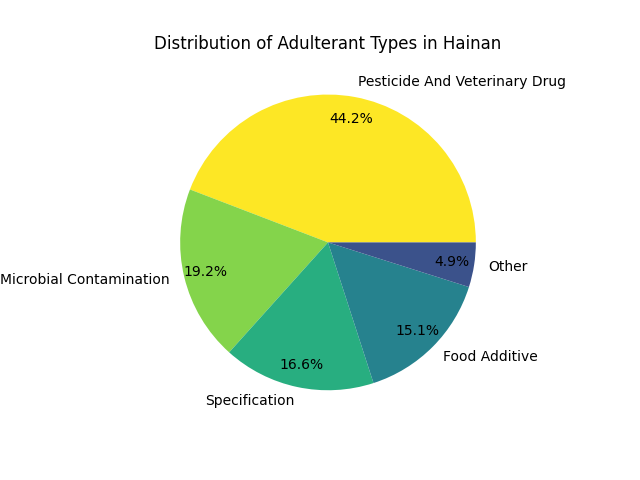 Distribution of Adulterant Types in Hainan
Pesticide And Veterinary Drug
44.2%
Microbial Contamination
19.2%
Specification
16.6%
Food Additive
15.1%
Other
4.9%